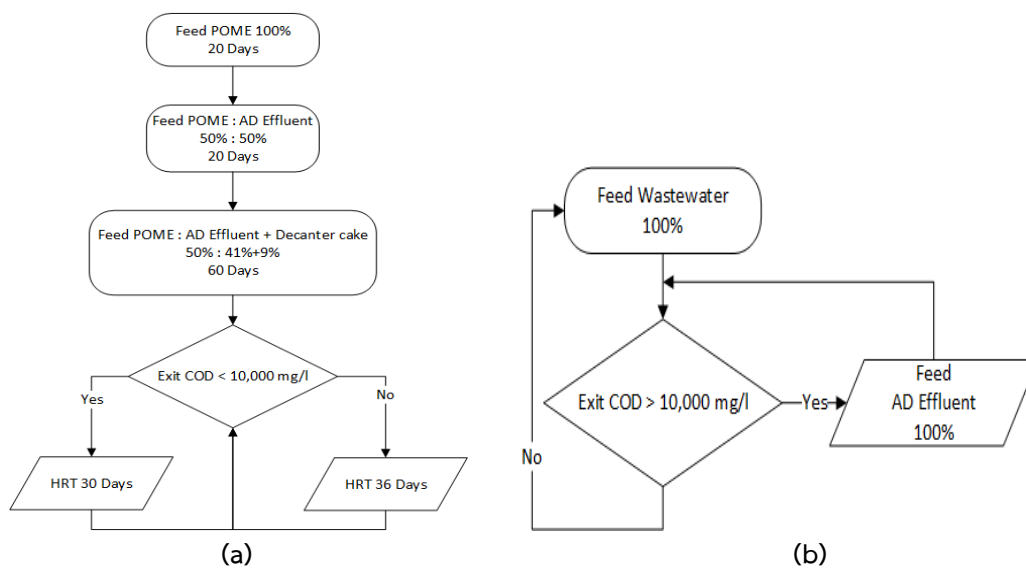 Feed POME 100%
20 Days
Feed POME : AD Effluent
50% : 50%
20 Days
Feed POME : AD Effluent + Decanter cake
50% : 41%+9%
60 Days
Exit COD < 10,000 mg/l
Yes
No
HRT 30 Days
HRT 36 Days
(a)
Feed Wastewater
100%
Exit COD > 10,000 mg/l
Yes
No
Feed
AD Effluent
100%
(b)